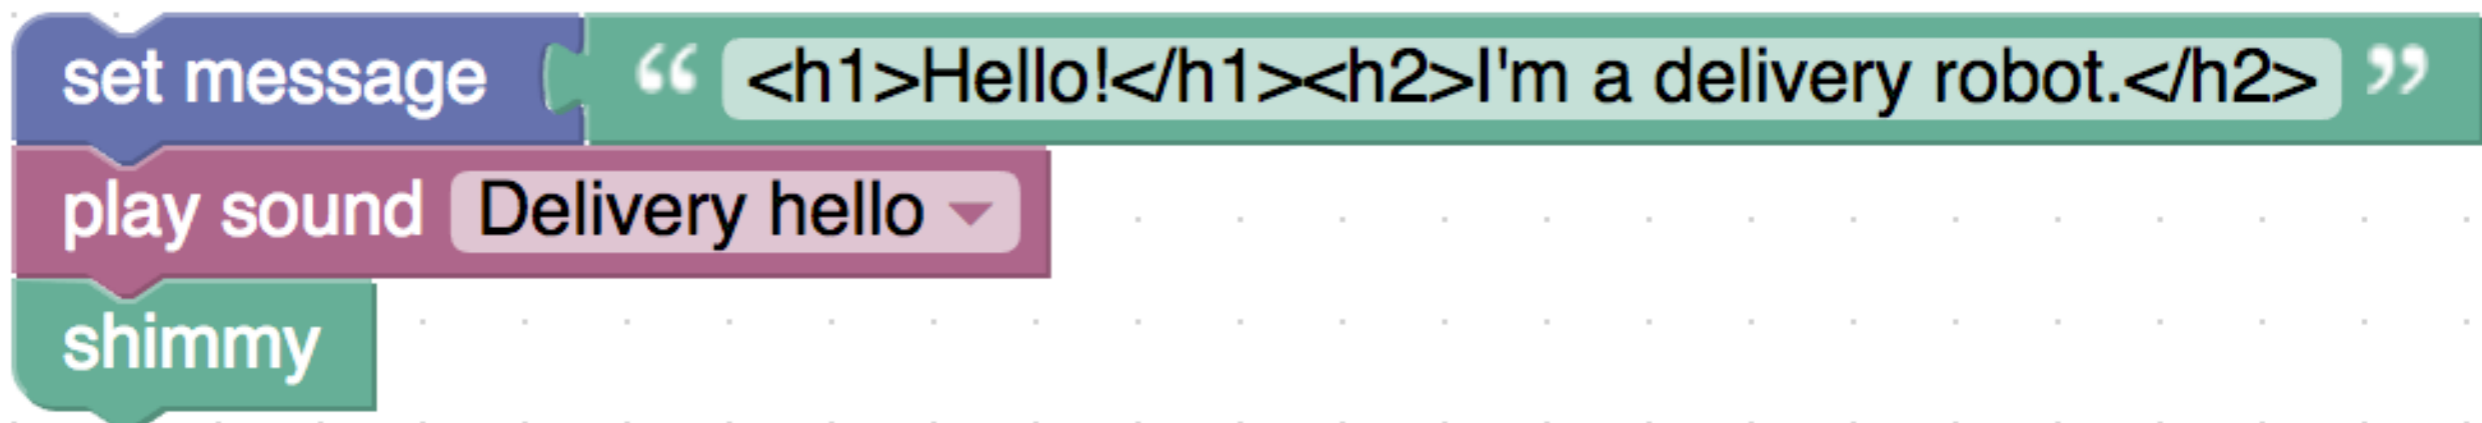 set message “ <h1>Hello!</h1><h2>I'm a delivery robot.</h2> ”
play sound Delivery hello
shimmy